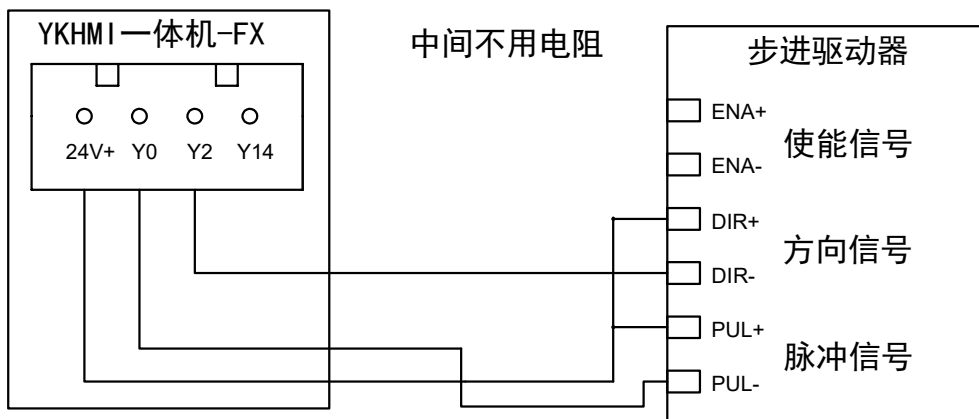 YKHMI一体机-FX
中间不用电阻
步进驱动器
24V+ Y0 Y2 Y14
ENA+
使能信号
ENA-
DIR+
方向信号
DIR-
PUL+
脉冲信号
PUL-